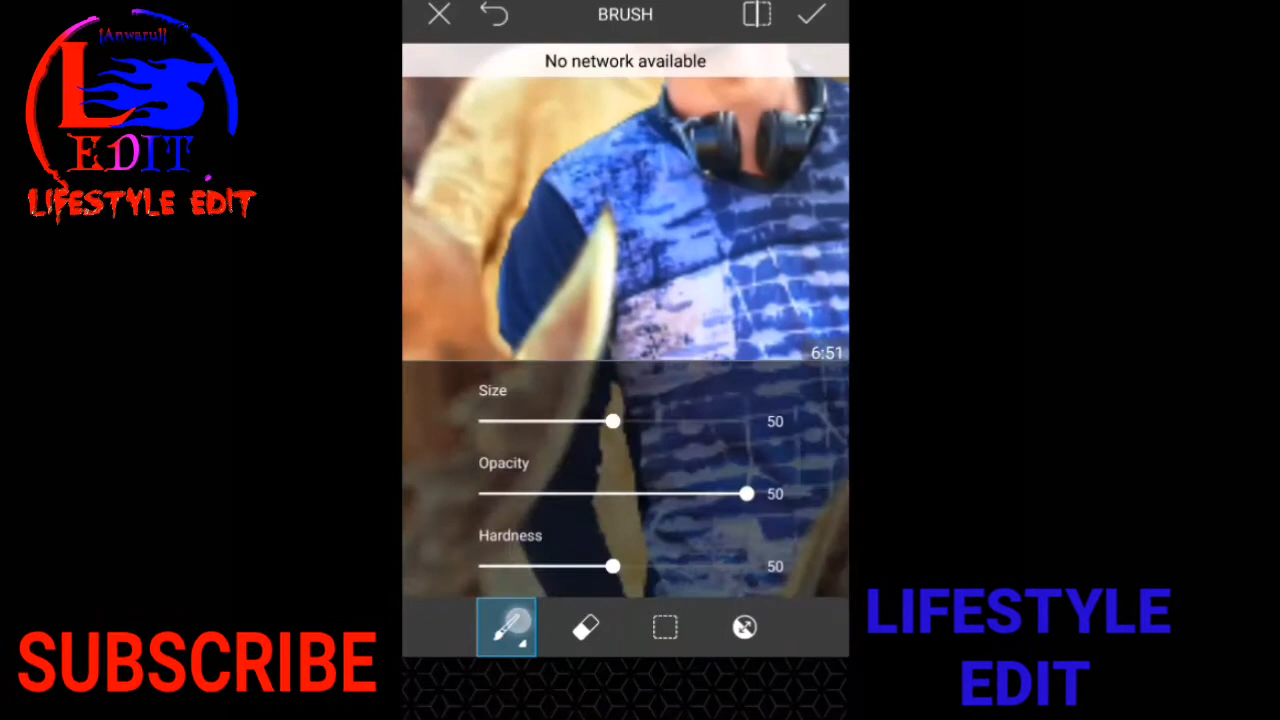 [Anwarul]
LS
EDIT
LIFESTYLE EDIT
BRUSH
No network available
6:51
Size
50
Opacity
50
Hardness
50
SUBSCRIBE
LIFESTYLE
EDIT